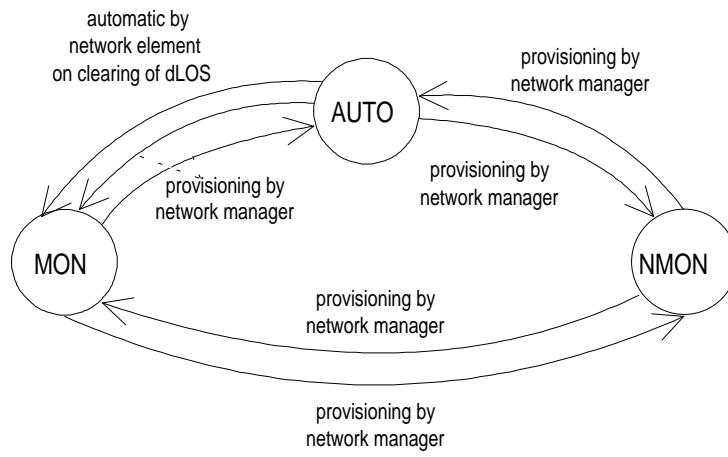 automatic by
network element
on clearing of dLOS
provisioning by
network manager
AUTO
provisioning by
network manager
provisioning by
network manager
MON
NMON
provisioning by
network manager
provisioning by
network manager